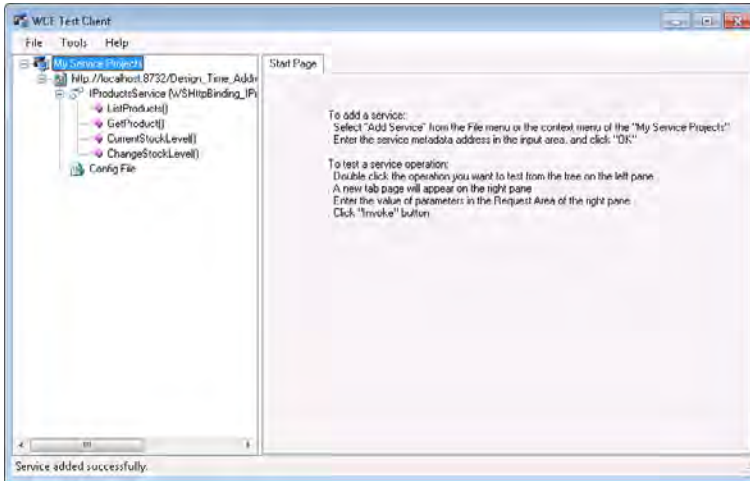 WCF Test Client
File Tools Help
My Service Projects
http://localhost:8732/Design_Time_Addr
IProductsService (WSHttpBinding_IPr
ListProducts()
GetProduct()
CurrentStockLevel()
ChangeStockLevel()
Config File
Start Page
To add a service:
Select "Add Service" from the File menu or the context menu of the "My Service Projects"
Enter the service metadata address in the input area, and click "OK"
To test a service operation:
Double click the operation you want to test from the tree on the left pane
A new tab page will appear on the right pane
Enter the value of parameters in the Request Area of the right pane
Click "Invoke" button
Service added successfully.